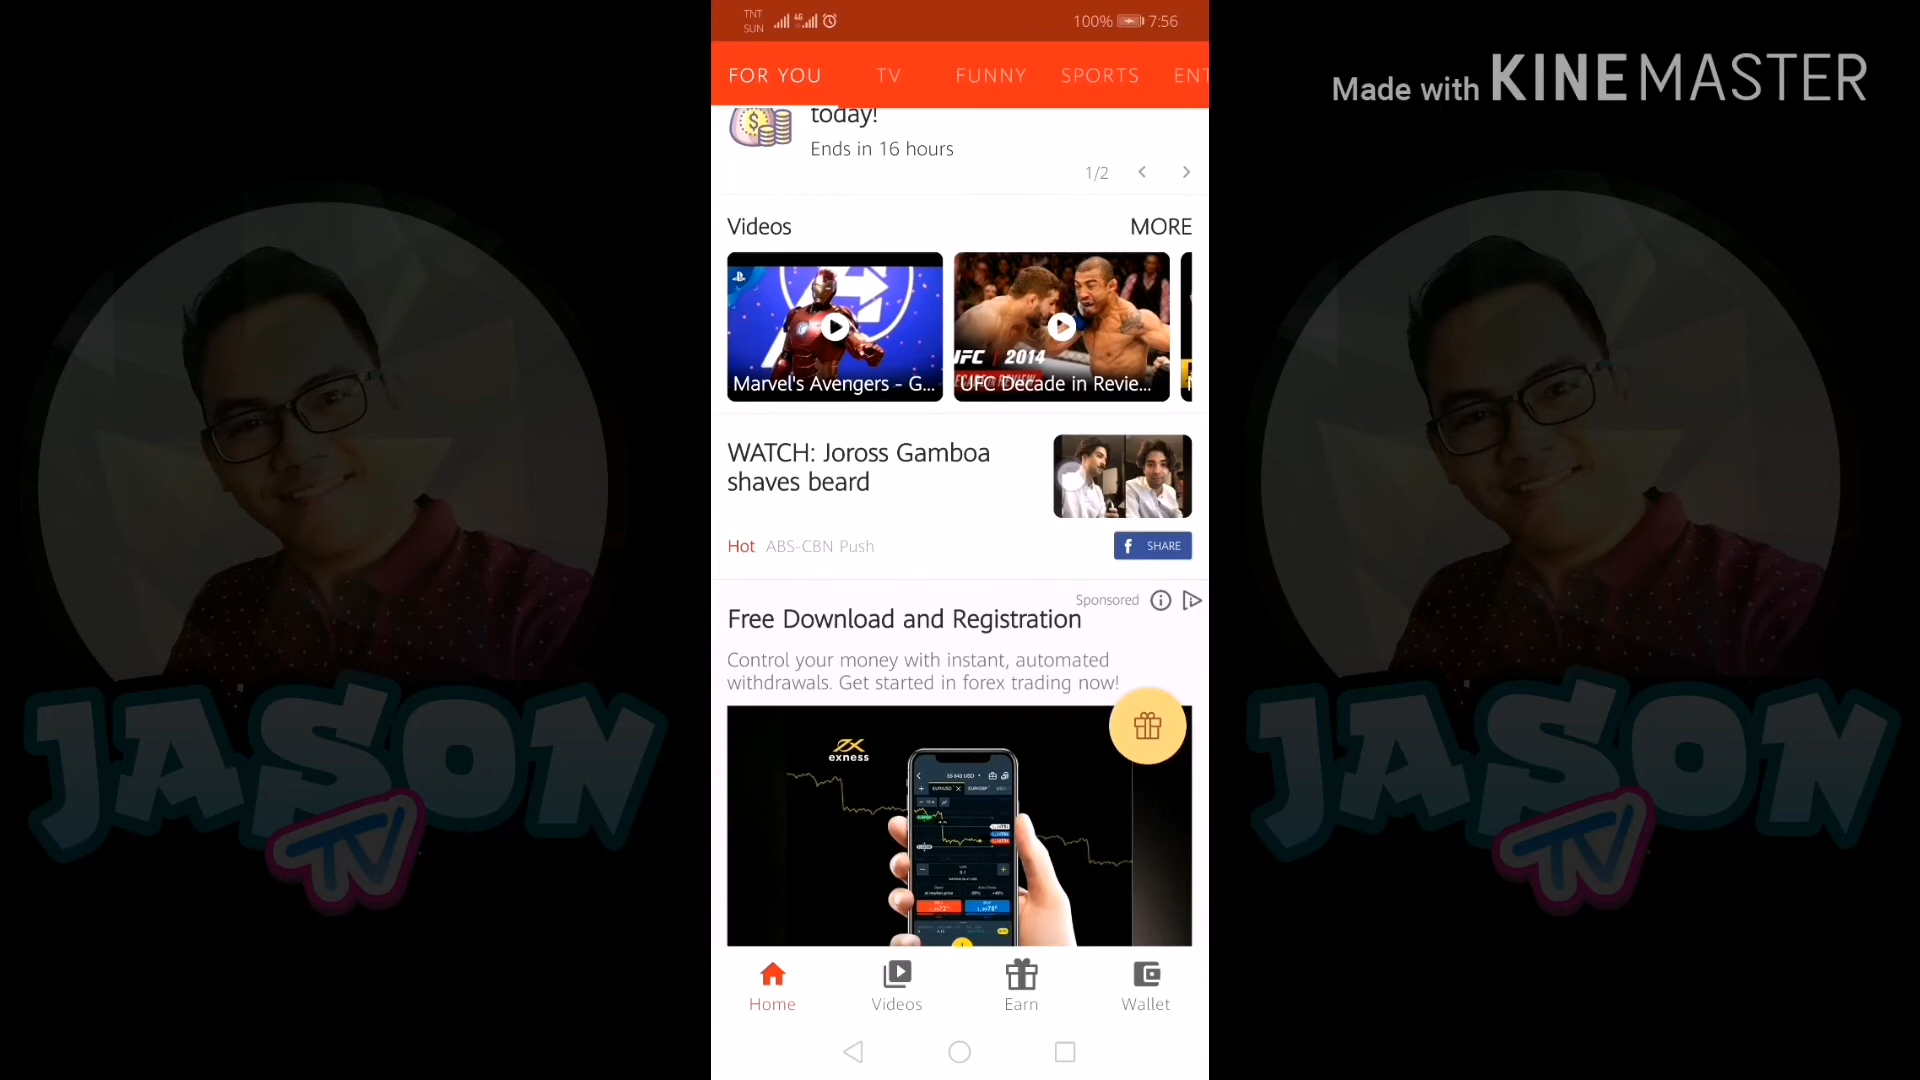 TNT
SUN
4G
100%
7:56
Made with KINEMASTER
FOR YOU
TV
FUNNY
SPORTS
ENT
today!
Ends in 16 hours
1/2
Videos
MORE
Marvel's Avengers - G...
UFC 2014
UFC Decade in Revie...
WATCH: Joross Gamboa
shaves beard
Hot ABS-CBN Push
f SHARE
Sponsored
Free Download and Registration
Control your money with instant, automated
withdrawals. Get started in forex trading now!
exness
JASON
TV
JASON
TV
Home
Videos
Earn
Wallet